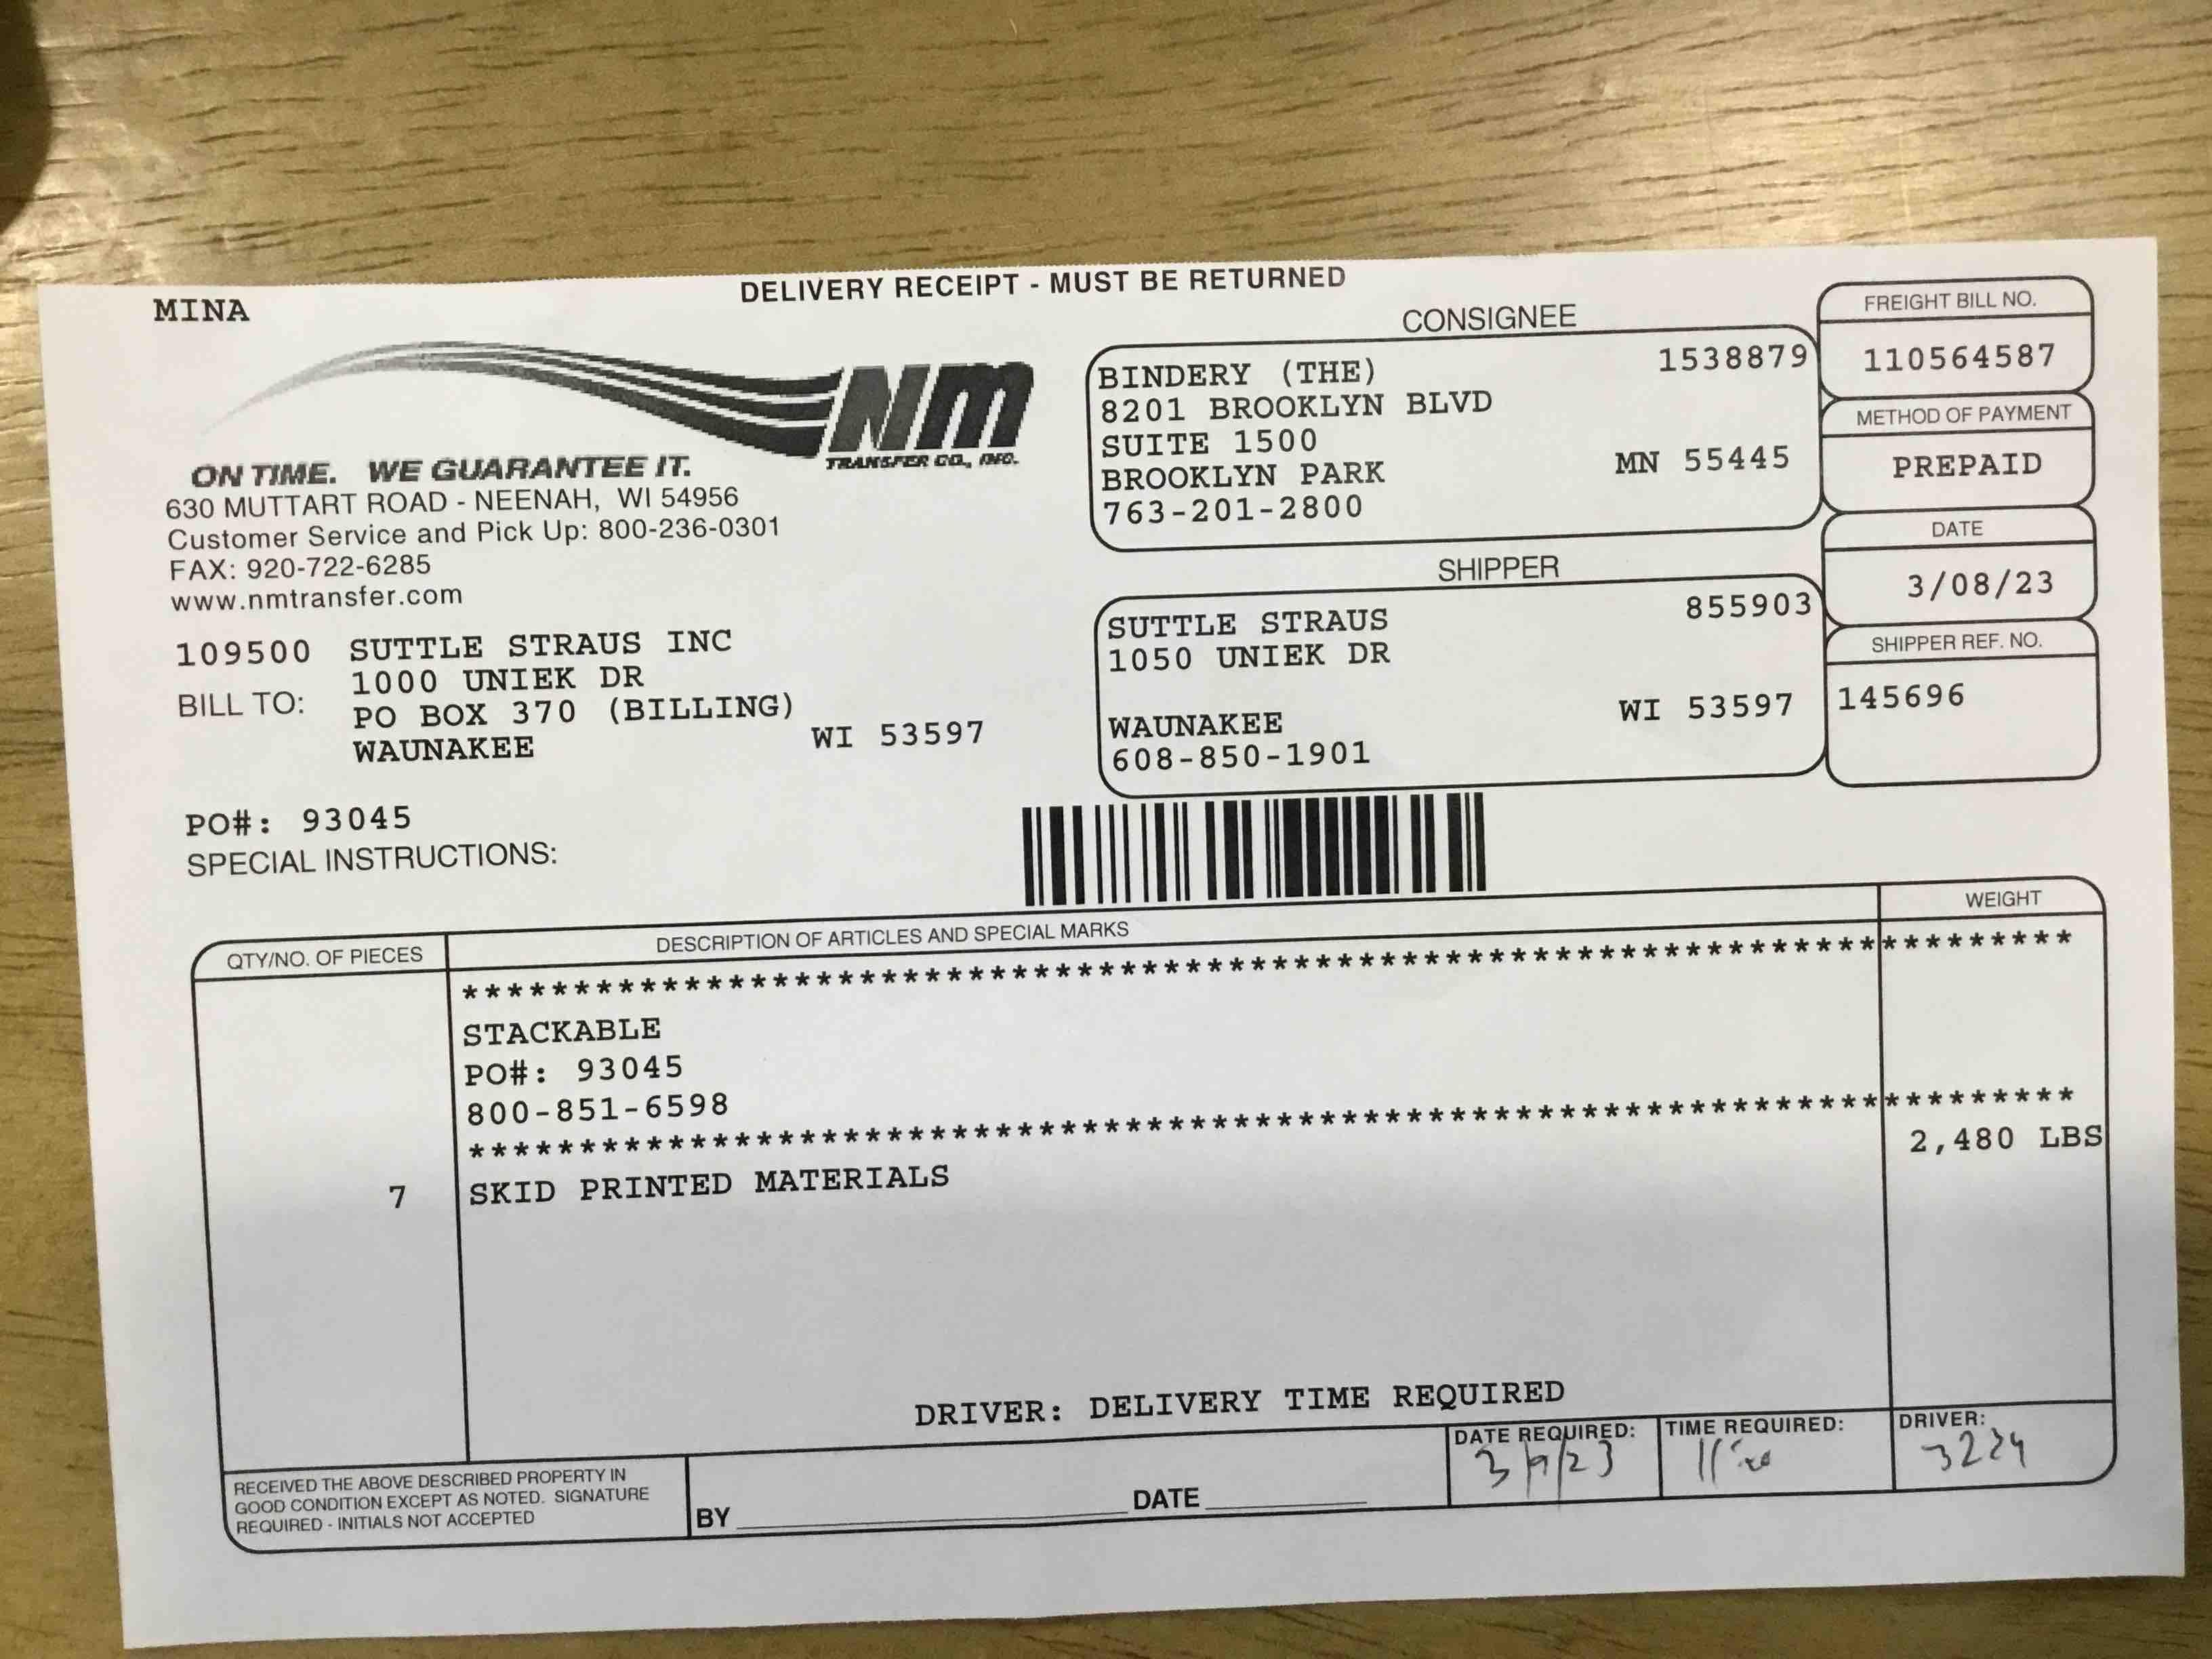 DELIVERY RECEIPT - MUST BE RETURNED
MINA
NM
TRANSFER CO., INC.
ON TIME. WE GUARANTEE IT.
630 MUTTART ROAD - NEENAH, WI 54956
Customer Service and Pick Up: 800-236-0301
FAX: 920-722-6285
www.nmtransfer.com
109500 SUTTLE STRAUS INC
1000 UNIEK DR
BILL TO: PO BOX 370 (BILLING)
WAUNAKEE WI 53597
PO#: 93045
SPECIAL INSTRUCTIONS:
CONSIGNEE
BINDERY (THE) 1538879
8201 BROOKLYN BLVD
SUITE 1500
BROOKLYN PARK MN 55445
763-201-2800
SHIPPER
SUTTLE STRAUS 855903
1050 UNIEK DR
WAUNAKEE WI 53597
608-850-1901
FREIGHT BILL NO.
110564587
METHOD OF PAYMENT
PREPAID
DATE
3/08/23
SHIPPER REF. NO.
145696
QTY/NO. OF PIECES DESCRIPTION OF ARTICLES AND SPECIAL MARKS WEIGHT
**************************************************************************
STACKABLE
PO#: 93045
800-851-6598
**************************************************************************
7 SKID PRINTED MATERIALS 2,480 LBS
DRIVER: DELIVERY TIME REQUIRED
RECEIVED THE ABOVE DESCRIBED PROPERTY IN
GOOD CONDITION EXCEPT AS NOTED. SIGNATURE
REQUIRED - INITIALS NOT ACCEPTED
BY DATE
DATE REQUIRED: TIME REQUIRED: DRIVER:
3/9/23 3224